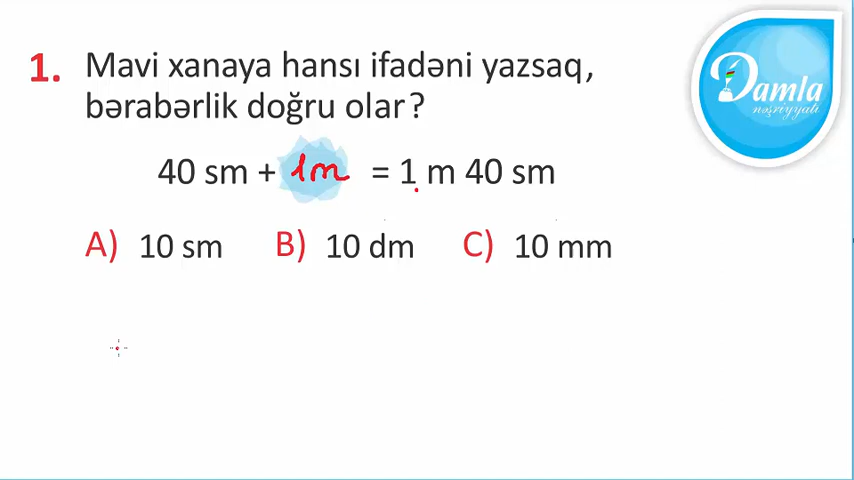 1. Mavi xanaya hansı ifadəni yazsaq,
bərabərlik doğru olar?
40 sm + 1m = 1 m 40 sm
A) 10 sm B) 10 dm C) 10 mm
Damla
nəşriyyatı